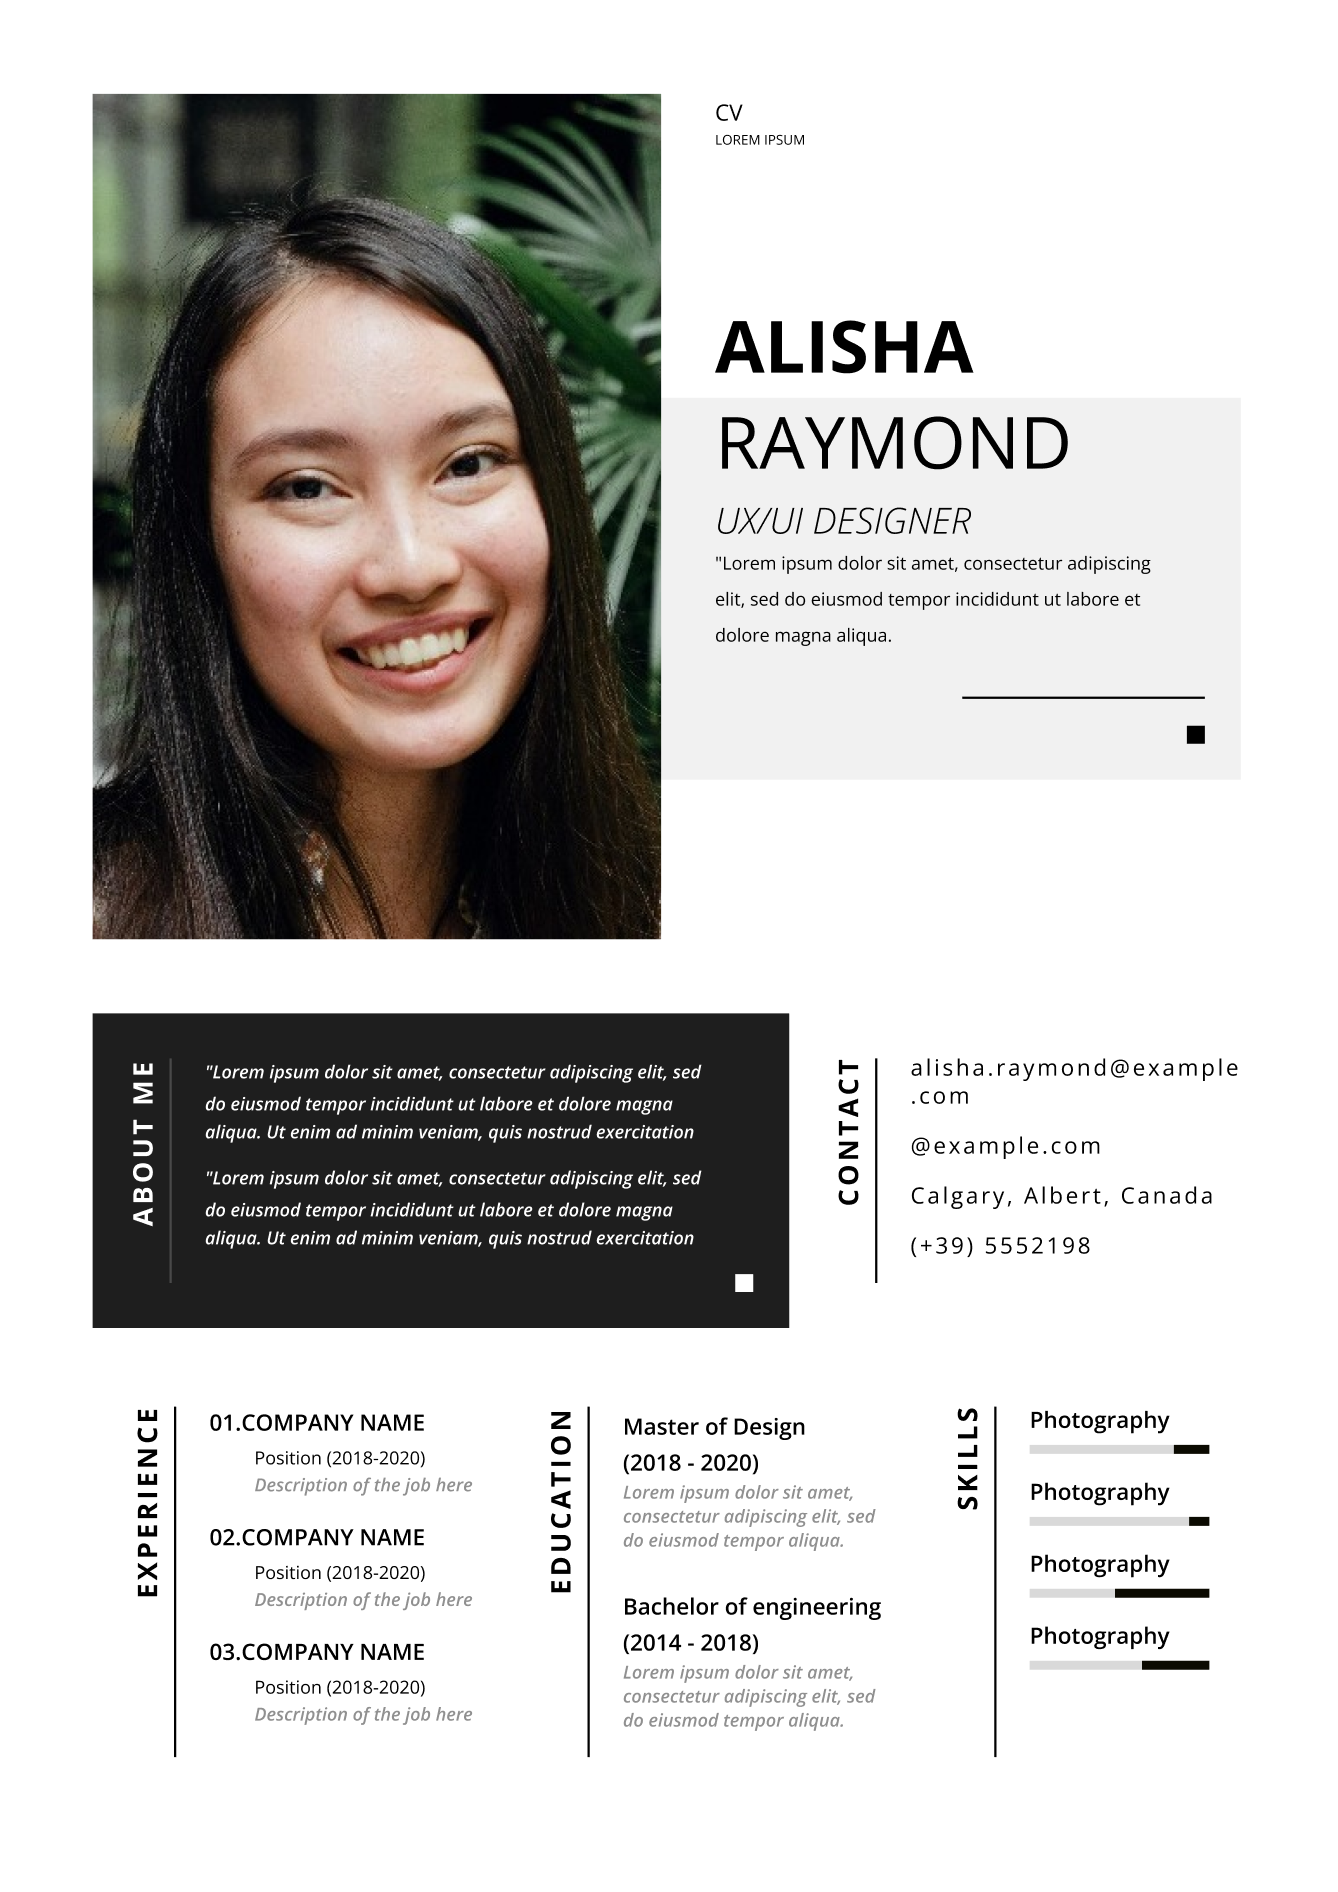 CV
LOREM IPSUM
ALISHA
RAYMOND
UX/UI DESIGNER
"Lorem ipsum dolor sit amet, consectetur adipiscing
elit, sed do eiusmod tempor incididunt ut labore et
dolore magna aliqua.
ABOUT ME
"Lorem ipsum dolor sit amet, consectetur adipiscing elit, sed
do eiusmod tempor incididunt ut labore et dolore magna
aliqua. Ut enim ad minim veniam, quis nostrud exercitation
"Lorem ipsum dolor sit amet, consectetur adipiscing elit, sed
do eiusmod tempor incididunt ut labore et dolore magna
aliqua. Ut enim ad minim veniam, quis nostrud exercitation
CONTACT
alisha.raymond@example
.com
@example.com
Calgary, Albert, Canada
(+39) 5552198
EXPERIENCE
01.COMPANY NAME
Position (2018-2020)
Description of the job here
02.COMPANY NAME
Position (2018-2020)
Description of the job here
03.COMPANY NAME
Position (2018-2020)
Description of the job here
EDUCATION
Master of Design
(2018 - 2020)
Lorem ipsum dolor sit amet,
consectetur adipiscing elit, sed
do eiusmod tempor aliqua.
Bachelor of engineering
(2014 - 2018)
Lorem ipsum dolor sit amet,
consectetur adipiscing elit, sed
do eiusmod tempor aliqua.
SKILLS
Photography
Photography
Photography
Photography